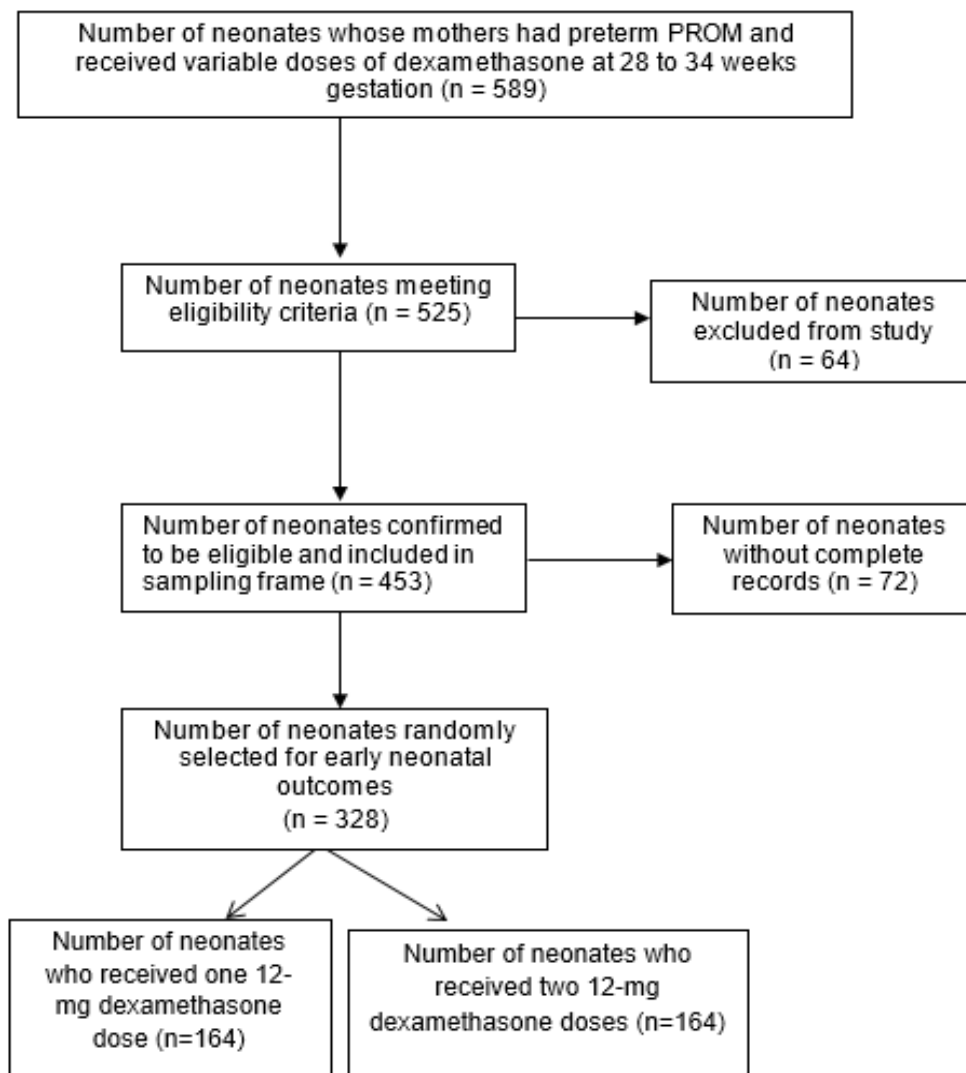 Number of neonates whose mothers had preterm PROM and
received variable doses of dexamethasone at 28 to 34 weeks
gestation (n = 589)
Number of neonates meeting
eligibility criteria (n = 525)
Number of neonates
excluded from study
(n = 64)
Number of neonates confirmed
to be eligible and included in
sampling frame (n = 453)
Number of neonates
without complete
records (n = 72)
Number of neonates randomly
selected for early neonatal
outcomes
(n = 328)
Number of neonates
who received one 12-
mg dexamethasone
dose (n=164)
Number of neonates who
received two 12-mg
dexamethasone doses (n=164)